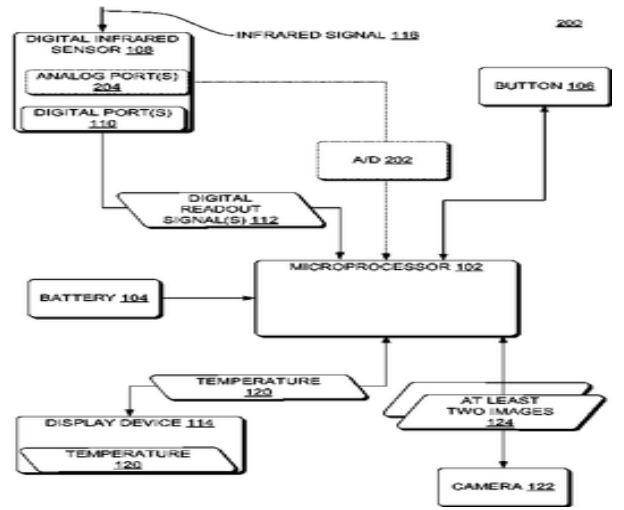 200
INFRARED SIGNAL 116
DIGITAL INFRARED
SENSOR 108
ANALOG PORT(S)
204
DIGITAL PORT(S)
110
BUTTON 106
A/D 202
DIGITAL
READOUT
SIGNAL(S) 112
MICROPROCESSOR 102
BATTERY 104
TEMPERATURE
120
AT LEAST
TWO IMAGES
124
DISPLAY DEVICE 114
TEMPERATURE
120
CAMERA 122